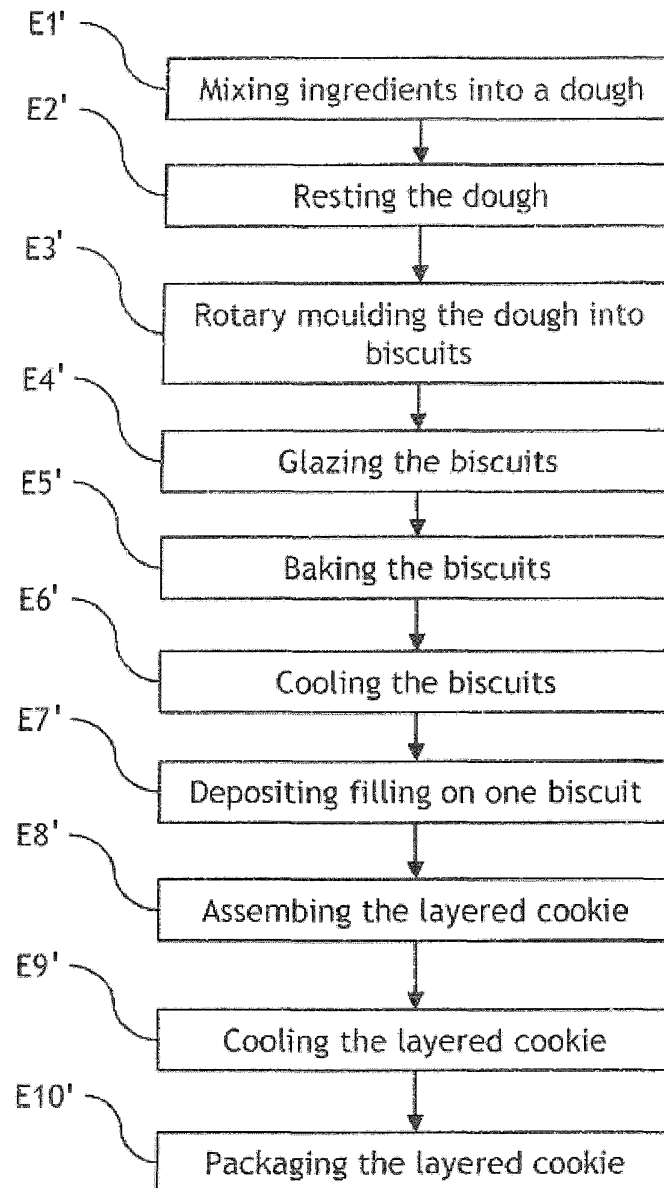 E1'
Mixing ingredients into a dough
E2'
Resting the dough
E3'
Rotary moulding the dough into
biscuits
E4'
Glazing the biscuits
E5'
Baking the biscuits
E6'
Cooling the biscuits
E7'
Depositing filling on one biscuit
E8'
Assembing the layered cookie
E9'
Cooling the layered cookie
E10'
Packaging the layered cookie